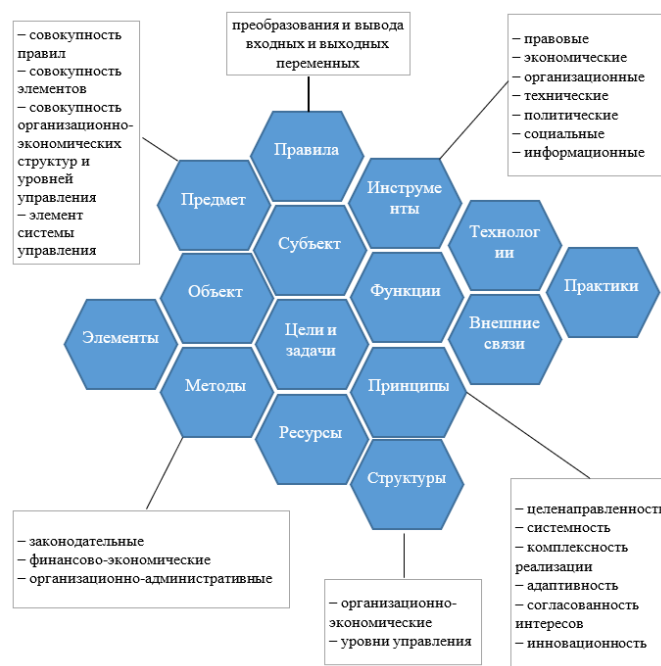 – совокупность
правил
– совокупность
элементов
– совокупность
организационно-
экономических
структур и
уровней
управления
– элемент
системы
управления
преобразования и вывода
входных и выходных
переменных
– правовые
– экономические
– организационные
– технические
– политические
– социальные
– информационные
Правила
Предмет
Инструме
нты
Субъект
Технолог
ии
Объект
Функции
Практики
Элементы
Цели и
задачи
Внешние
связи
Методы
Принципы
Ресурсы
Структуры
– законодательные
– финансово-экономические
– организационно-административные
– организационно-
экономические
– уровни управления
– целенаправленность
– системность
– комплексность
реализации
– адаптивность
– согласованность
интересов
– инновационность